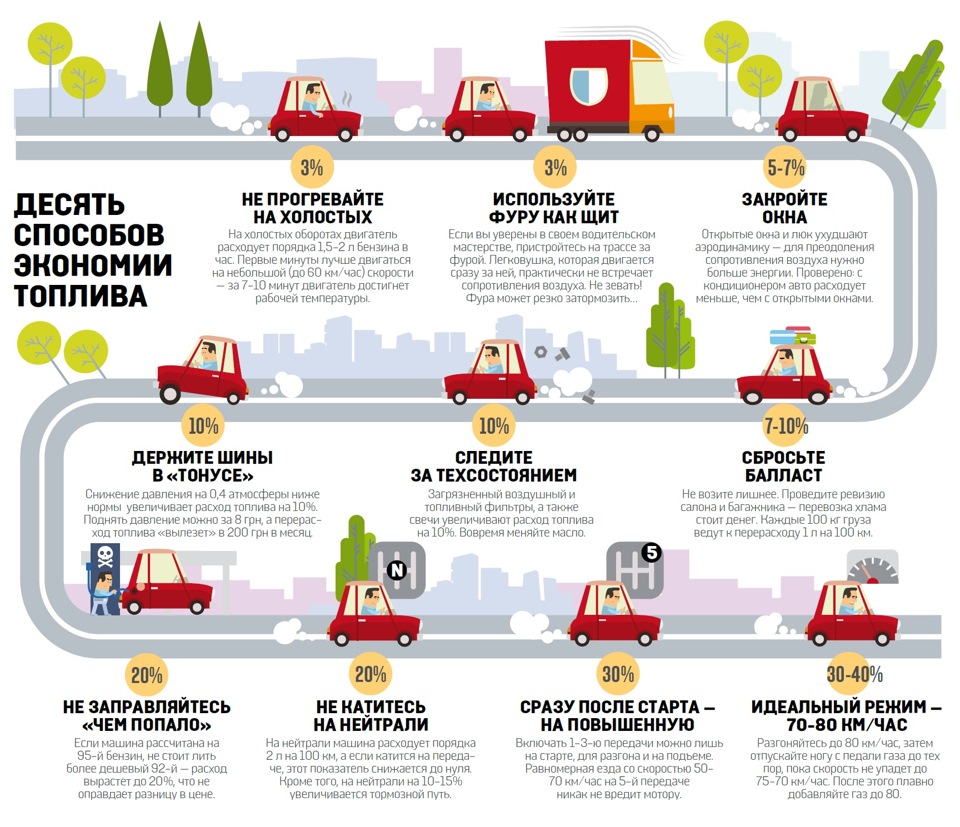 ДЕСЯТЬ
СПОСОБОВ
ЭКОНОМИИ
ТОПЛИВА
3%
НЕ ПРОГРЕВАЙТЕ
НА ХОЛОСТЫХ
На холостых оборотах двигатель
расходует порядка 1,5–2 л бензина в
час. Первые минуты лучше двигаться
на небольшой (до 60 км/час) скорости
— за 7–10 минут двигатель достигнет
рабочей температуры.
3%
ИСПОЛЬЗУЙТЕ
ФУРУ КАК ЩИТ
Если вы уверены в своем водительском
мастерстве, пристройтесь на трассе за
фурой. Легковушка, которая двигается
сразу за ней, практически не встречает
сопротивления воздуха. Не зевать!
Фура может резко затормозить...
5-7%
ЗАКРОЙТЕ
ОКНА
Открытые окна и люк ухудшают
аэродинамику — для преодоления
сопротивления воздуха нужно
больше энергии. Проверено: с
кондиционером авто расходует
меньше, чем с открытыми окнами.
10%
ДЕРЖИТЕ ШИНЫ
В «ТОНУСЕ»
Снижение давления на 0,4 атмосферы ниже
нормы увеличивает расход топлива на 10%.
Поднять давление можно за 8 грн, а перерас-
ход топлива «вылезет» в 200 грн в месяц.
10%
СЛЕДИТЕ
ЗА ТЕХСОСТОЯНИЕМ
Загрязненный воздушный и
топливный фильтры, а также
свечи увеличивают расход топлива
на 10%. Вовремя меняйте масло.
7-10%
СБРОСЬТЕ
БАЛЛАСТ
Не возите лишнее. Проведите ревизию
салона и багажника — перевозка хлама
стоит денег. Каждые 100 кг груза
ведут к перерасходу 1 л на 100 км.
N
5
20%
НЕ ЗАПРАВЛЯЙТЕСЬ
«ЧЕМ ПОПАЛО»
Если машина рассчитана на
95-й бензин, не стоит лить
более дешевый 92-й — расход
вырастет до 20%, что не
оправдает разницу в цене.
20%
НЕ КАТИТЕСЬ
НА НЕЙТРАЛИ
На нейтрали машина расходует порядка
2 л на 100 км, а если катится на переда-
че, этот показатель снижается до нуля.
Кроме того, на нейтрали на 10–15%
увеличивается тормозной путь.
30%
СРАЗУ ПОСЛЕ СТАРТА –
НА ПОВЫШЕННУЮ
Включать 1–3-ю передачи можно лишь
на старте, для разгона и на подъеме.
Равномерная езда со скоростью 50–
70 км/час на 5-й передаче
никак не вредит мотору.
30-40%
ИДЕАЛЬНЫЙ РЕЖИМ –
70-80 КМ/ЧАС
Разгоняйтесь до 80 км/час, затем
отпускайте ногу с педали газа до тех
пор, пока скорость не упадет до
75–70 км/час. После этого плавно
добавляйте газ до 80.